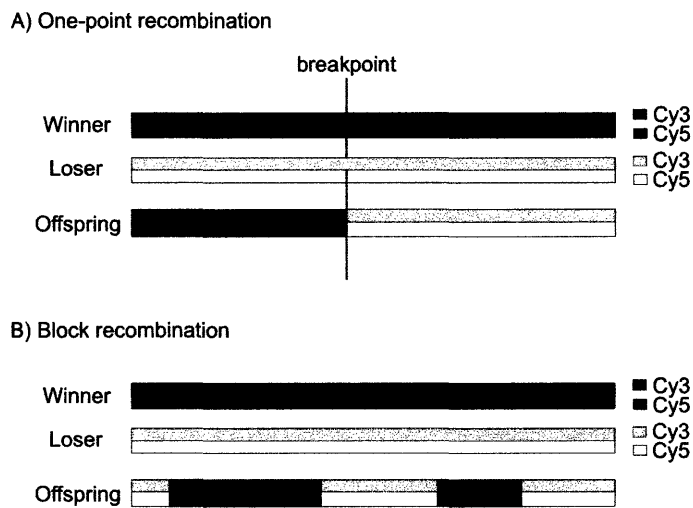 A) One-point recombination
breakpoint
Winner
Cy3
Cy5
Loser
Cy3
Cy5
Offspring
B) Block recombination
Winner
Cy3
Cy5
Loser
Cy3
Cy5
Offspring